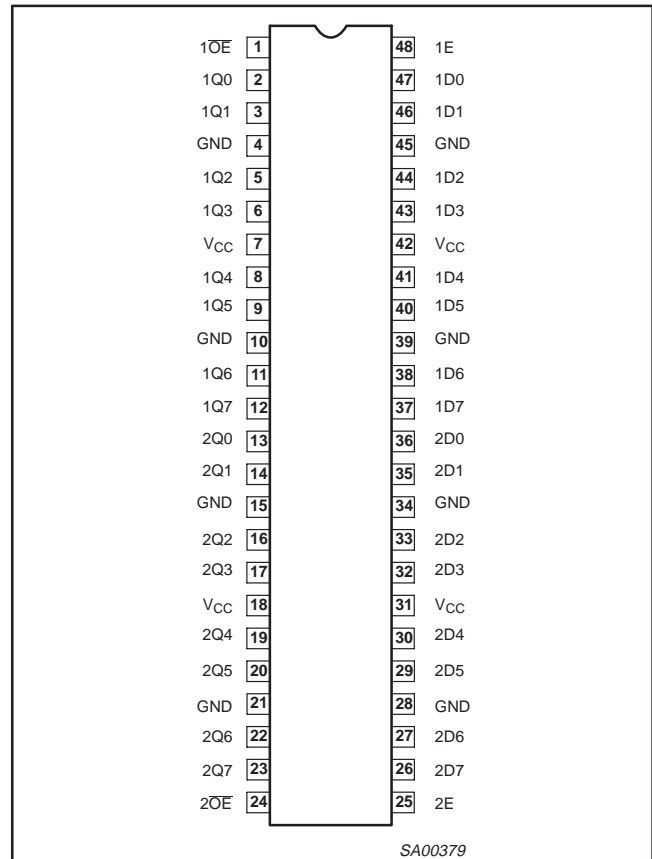 1O̅E̅ 1 48 1E
1Q0 2 47 1D0
1Q1 3 46 1D1
GND 4 45 GND
1Q2 5 44 1D2
1Q3 6 43 1D3
VCC 7 42 VCC
1Q4 8 41 1D4
1Q5 9 40 1D5
GND 10 39 GND
1Q6 11 38 1D6
1Q7 12 37 1D7
2Q0 13 36 2D0
2Q1 14 35 2D1
GND 15 34 GND
2Q2 16 33 2D2
2Q3 17 32 2D3
VCC 18 31 VCC
2Q4 19 30 2D4
2Q5 20 29 2D5
GND 21 28 GND
2Q6 22 27 2D6
2Q7 23 26 2D7
2O̅E̅ 24 25 2E
SA00379